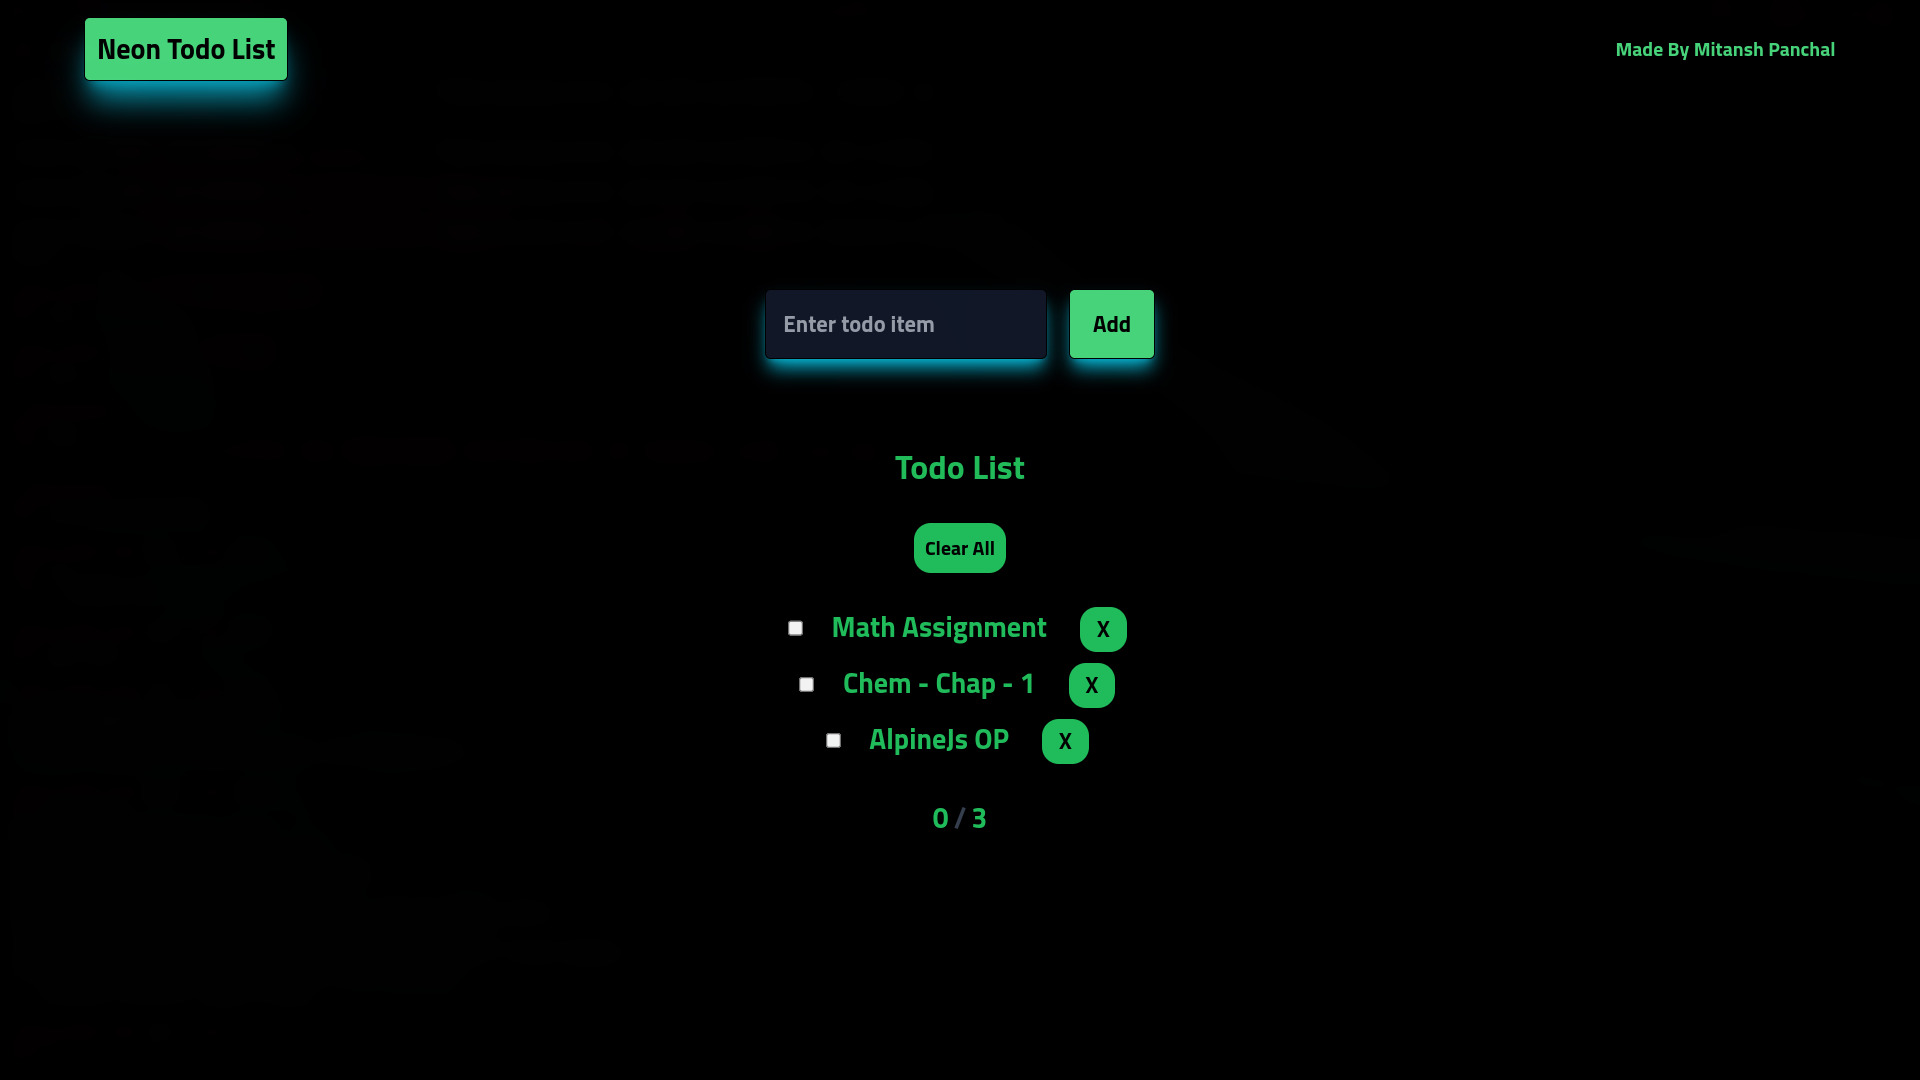 Neon Todo List
Made By Mitansh Panchal
Enter todo item
Add
Todo List
Clear All
Math Assignment X
Chem - Chap - 1 X
AlpineJs OP X
0 / 3